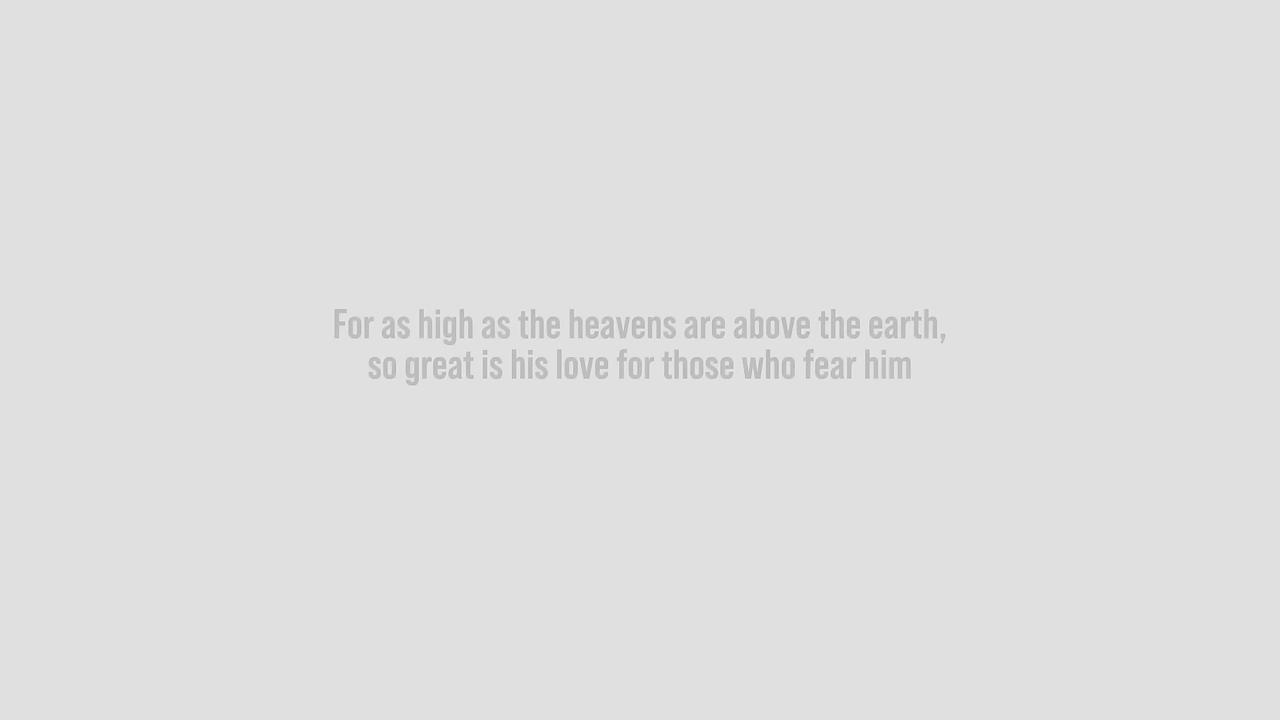 For as high as the heavens are above the earth,
so great is his love for those who fear him